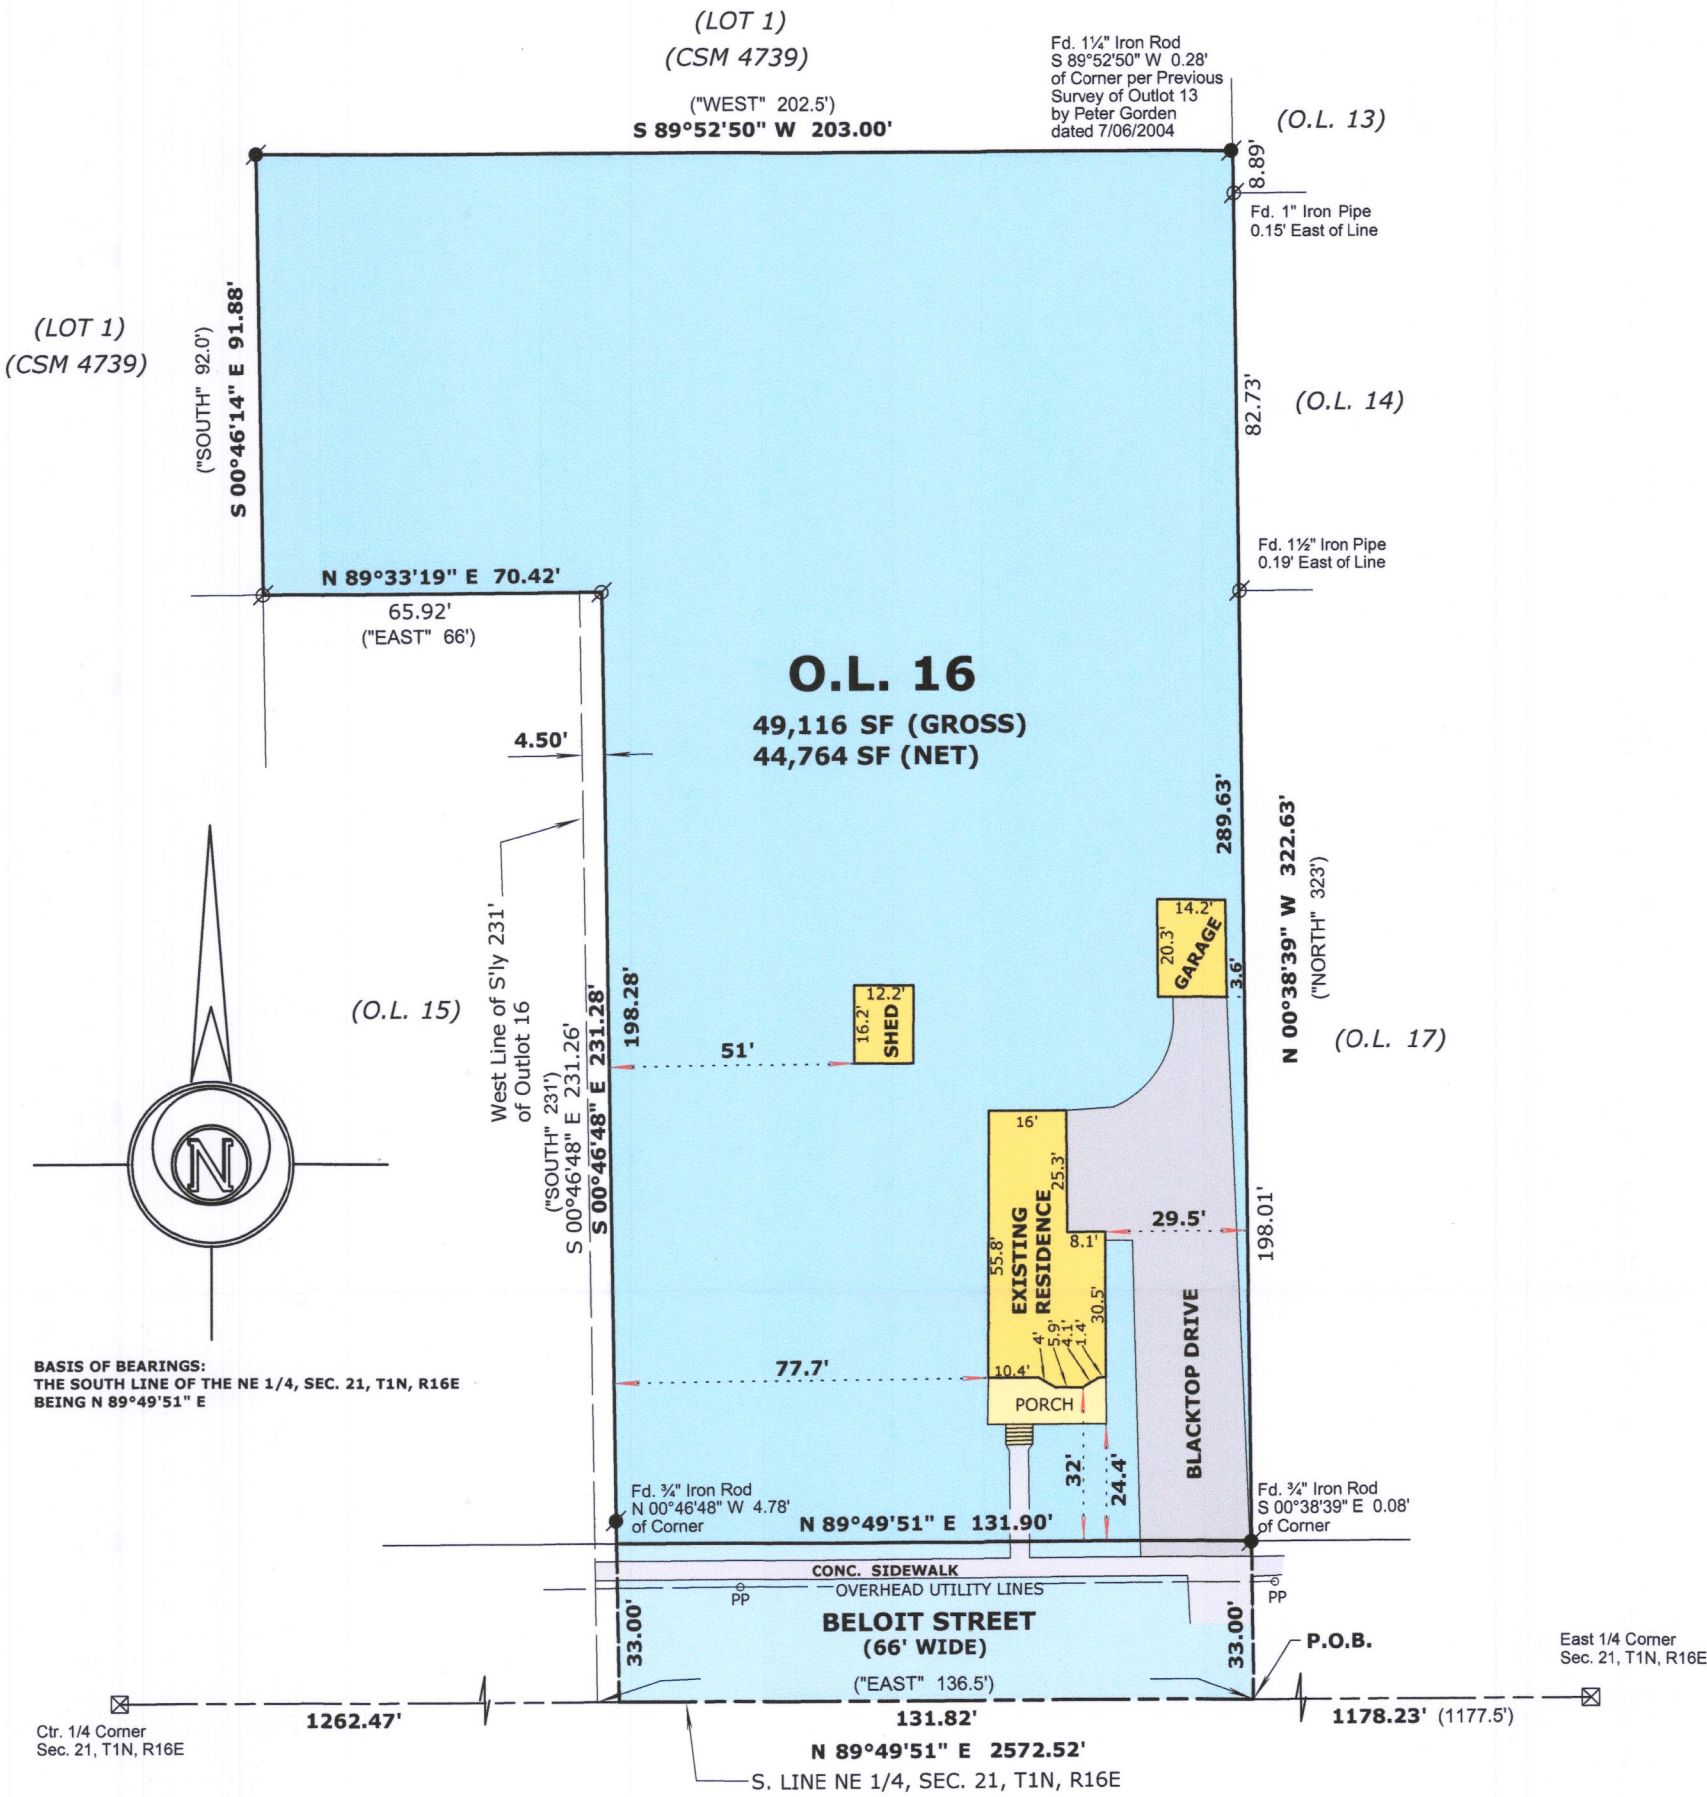 (LOT 1)
(CSM 4739)
("WEST" 202.5')
S 89°52'50" W 203.00'
Fd. 1¼" Iron Rod
S 89°52'50" W 0.28'
of Corner per Previous
Survey of Outlot 13
by Peter Gorden
dated 7/06/2004
(O.L. 13)
8.89'
Fd. 1" Iron Pipe
0.15' East of Line
(LOT 1)
(CSM 4739)
("SOUTH" 92.0')
S 00°46'14" E 91.88'
82.73'
(O.L. 14)
Fd. 1½" Iron Pipe
0.19' East of Line
N 89°33'19" E 70.42'
65.92'
("EAST" 66')
O.L. 16
49,116 SF (GROSS)
44,764 SF (NET)
4.50'
West Line of S'ly 231'
of Outlot 16
289.63'
N 00°38'39" W 322.63'
("NORTH" 323')
14.2'
20.3'
GARAGE
3.6'
(O.L. 15)
("SOUTH" 231')
S 00°46'48" E 231.26'
S 00°46'48" E 231.28'
198.28'
12.2'
16.2'
SHED
51'
(O.L. 17)
N
16'
25.3'
EXISTING
RESIDENCE
55.8'
8.1'
29.5'
198.01'
30.5'
4'
5.9'
4.1'
1.4'
10.4'
77.7'
PORCH
BLACKTOP DRIVE
BASIS OF BEARINGS:
THE SOUTH LINE OF THE NE 1/4, SEC. 21, T1N, R16E
BEING N 89°49'51" E
32'
24.4'
Fd. ¾" Iron Rod
N 00°46'48" W 4.78'
of Corner
Fd. ¾" Iron Rod
S 00°38'39" E 0.08'
of Corner
N 89°49'51" E 131.90'
CONC. SIDEWALK
OVERHEAD UTILITY LINES
PP
PP
BELOIT STREET
(66' WIDE)
33.00'
33.00'
P.O.B.
("EAST" 136.5')
East 1/4 Corner
Sec. 21, T1N, R16E
Ctr. 1/4 Corner
Sec. 21, T1N, R16E
1262.47'
131.82'
1178.23' (1177.5')
N 89°49'51" E 2572.52'
S. LINE NE 1/4, SEC. 21, T1N, R16E